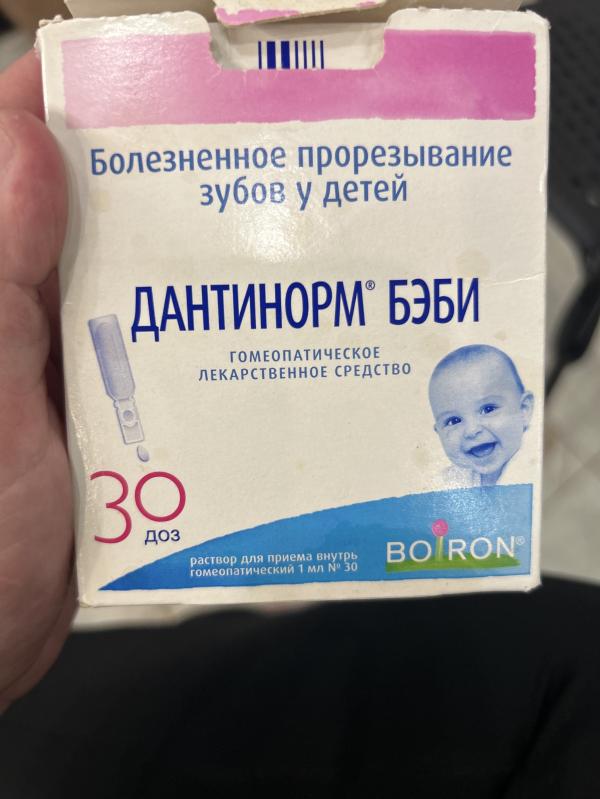 Болезненное прорезывание
зубов у детей
ДАНТИНОРМ® БЭБИ
ГОМЕОПАТИЧЕСКОЕ
ЛЕКАРСТВЕННОЕ СРЕДСТВО
30
доз
раствор для приема внутрь
гомеопатический 1 мл № 30
BOIRON®